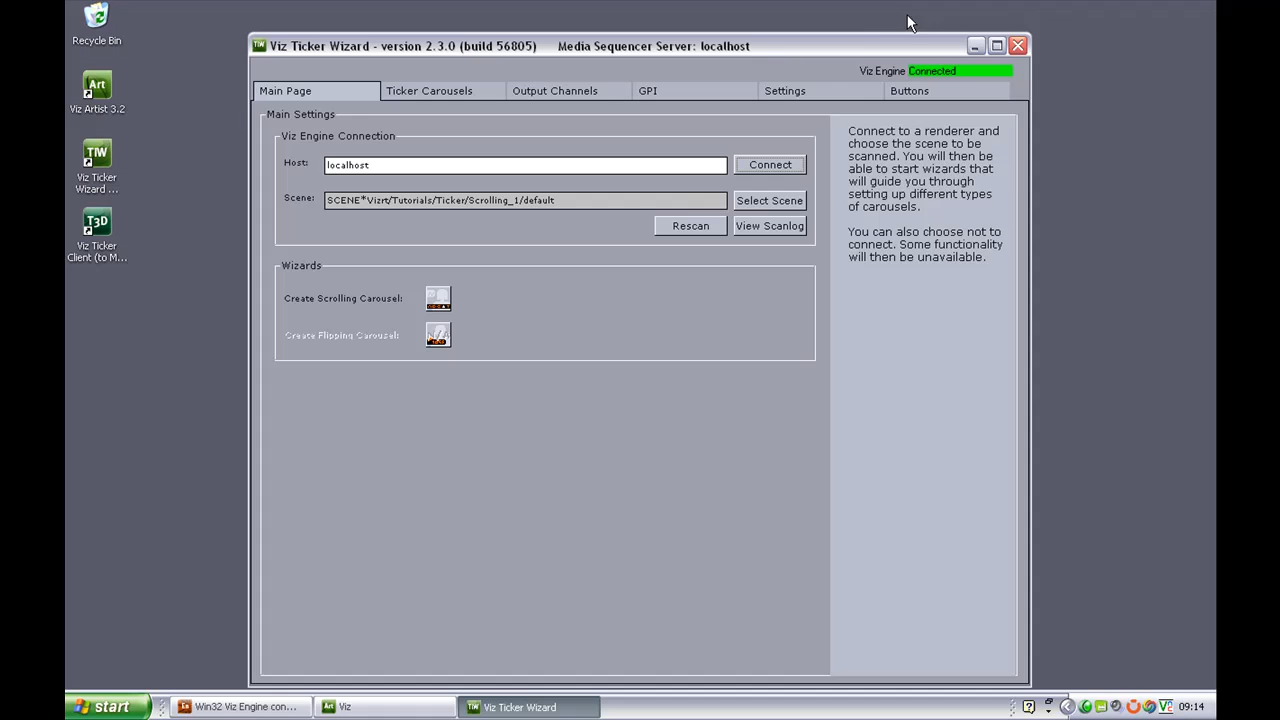 Recycle Bin
Art
Viz Artist 3.2
TIW
Viz Ticker
Wizard ...
T3D
Viz Ticker
Client (to M...
TIW Viz Ticker Wizard - version 2.3.0 (build 56805) Media Sequencer Server: localhost
Viz Engine Connected
Main Page Ticker Carousels Output Channels GPI Settings Buttons
Main Settings
Viz Engine Connection
Host: localhost Connect
Scene: SCENE*Vizrt/Tutorials/Ticker/Scrolling_1/default Select Scene
Rescan View Scanlog
Wizards
Create Scrolling Carousel:
Create Flipping Carousel:
Connect to a renderer and
choose the scene to be
scanned. You will then be
able to start wizards that
will guide you through
setting up different types
of carousels.
You can also choose not to
connect. Some functionality
will then be unavailable.
start En Win32 Viz Engine con... Art Viz TIW Viz Ticker Wizard ? 09:14